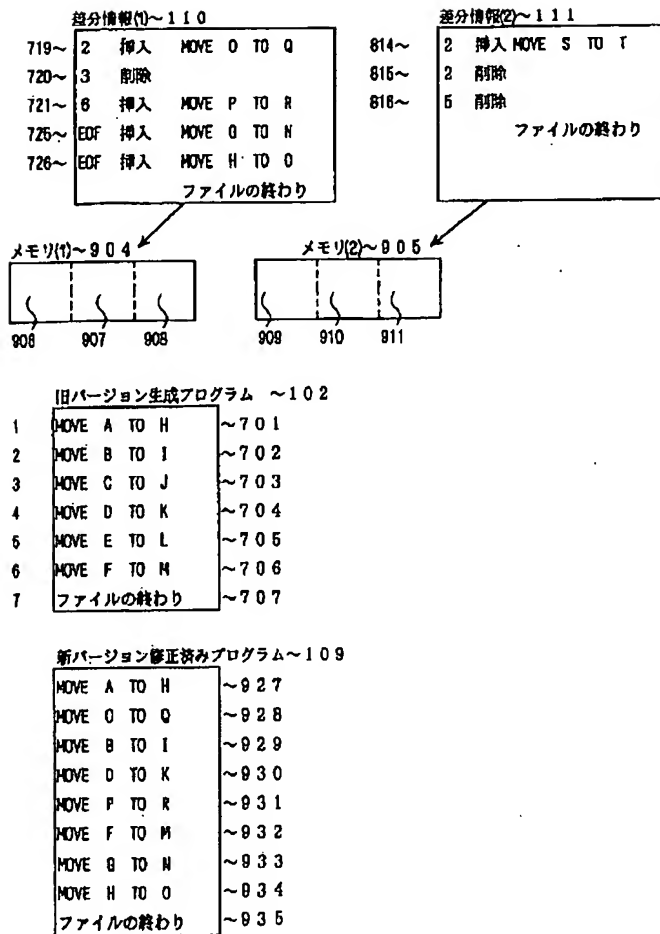 差分情報(1)～110
719～ 2 挿入 MOVE O TO Q
720～ 3 削除
721～ 6 挿入 MOVE P TO R
725～ EOF 挿入 MOVE G TO N
726～ EOF 挿入 MOVE H TO O
ファイルの終わり
差分情報(2)～111
814～ 2 挿入 MOVE S TO T
815～ 2 削除
816～ 5 削除
ファイルの終わり
メモリ(1)～904
906 907 908
メモリ(2)～905
909 910 911
旧バージョン生成プログラム ～102
1 MOVE A TO H ～701
2 MOVE B TO I ～702
3 MOVE C TO J ～703
4 MOVE D TO K ～704
5 MOVE E TO L ～705
6 MOVE F TO M ～706
7 ファイルの終わり ～707
新バージョン修正済みプログラム～109
MOVE A TO H ～927
MOVE O TO Q ～928
MOVE B TO I ～929
MOVE D TO K ～930
MOVE P TO R ～931
MOVE F TO M ～932
MOVE G TO N ～933
MOVE H TO O ～934
ファイルの終わり ～935